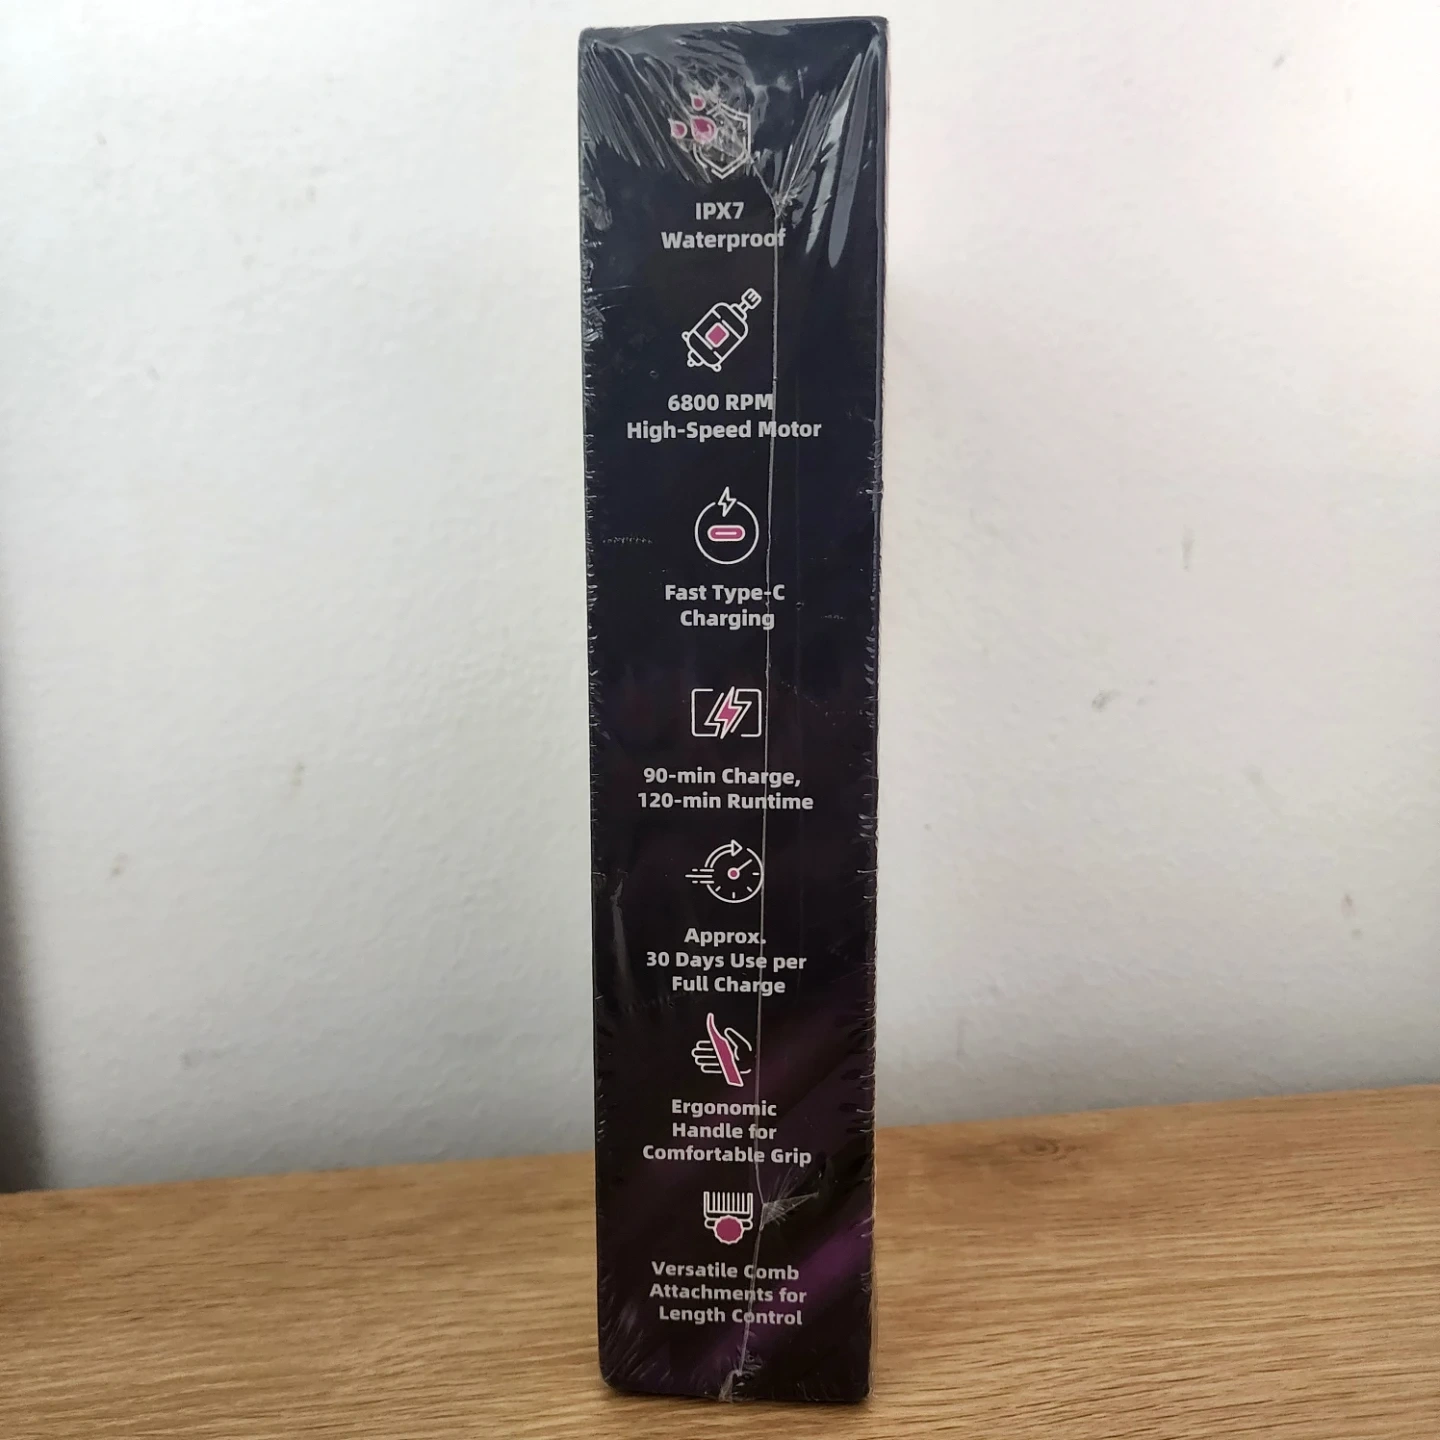 IPX7
Waterproof
6800 RPM
High-Speed Motor
Fast Type-C
Charging
90-min Charge,
120-min Runtime
Approx.
30 Days Use per
Full Charge
Ergonomic
Handle for
Comfortable Grip
Versatile Comb
Attachments for
Length Control